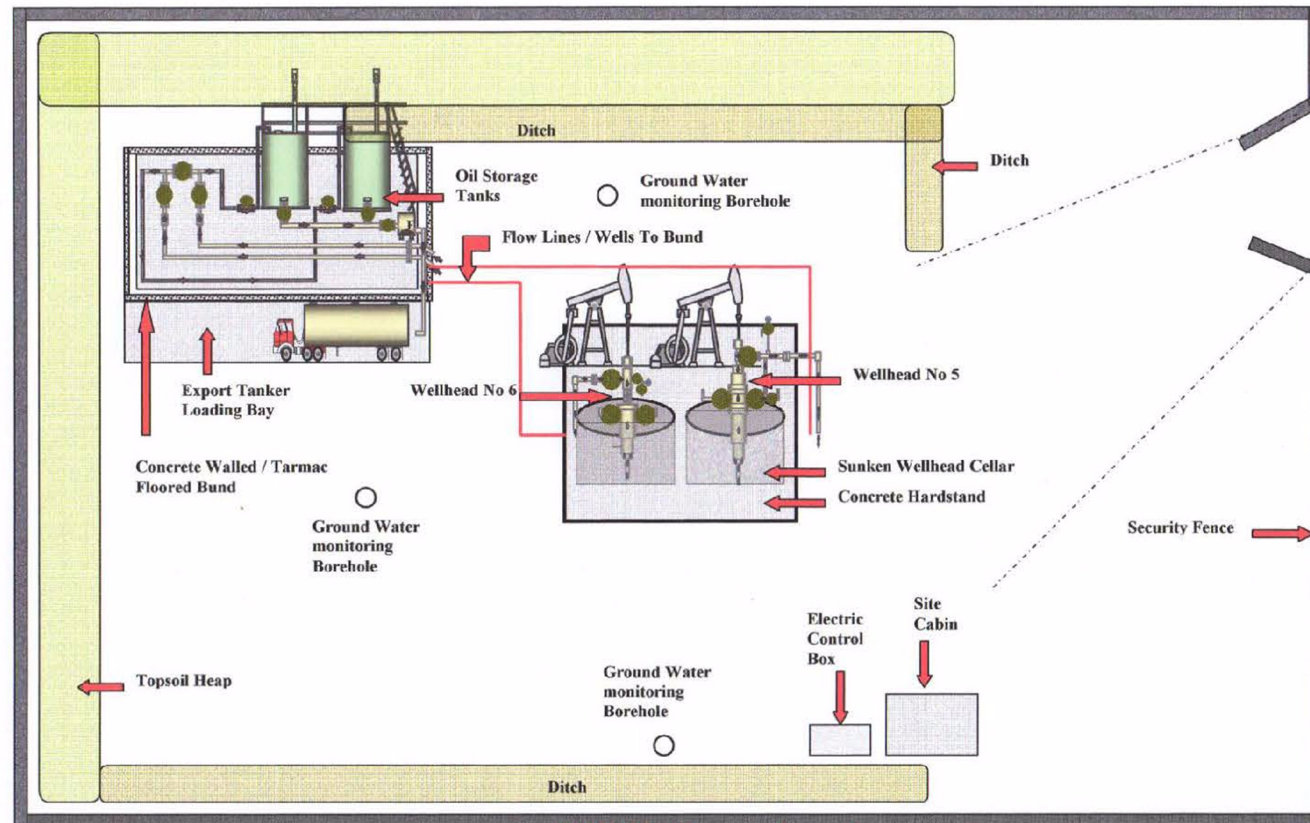 Ditch
Ditch
Oil Storage
Tanks
Ground Water
monitoring Borehole
Flow Lines / Wells To Bund
Wellhead No 6
Wellhead No 5
Export Tanker
Loading Bay
Concrete Walled / Tarmac
Floored Bund
Sunken Wellhead Cellar
Concrete Hardstand
Ground Water
monitoring
Borehole
Security Fence
Electric
Control
Box
Site
Cabin
Topsoil Heap
Ground Water
monitoring
Borehole
Ditch